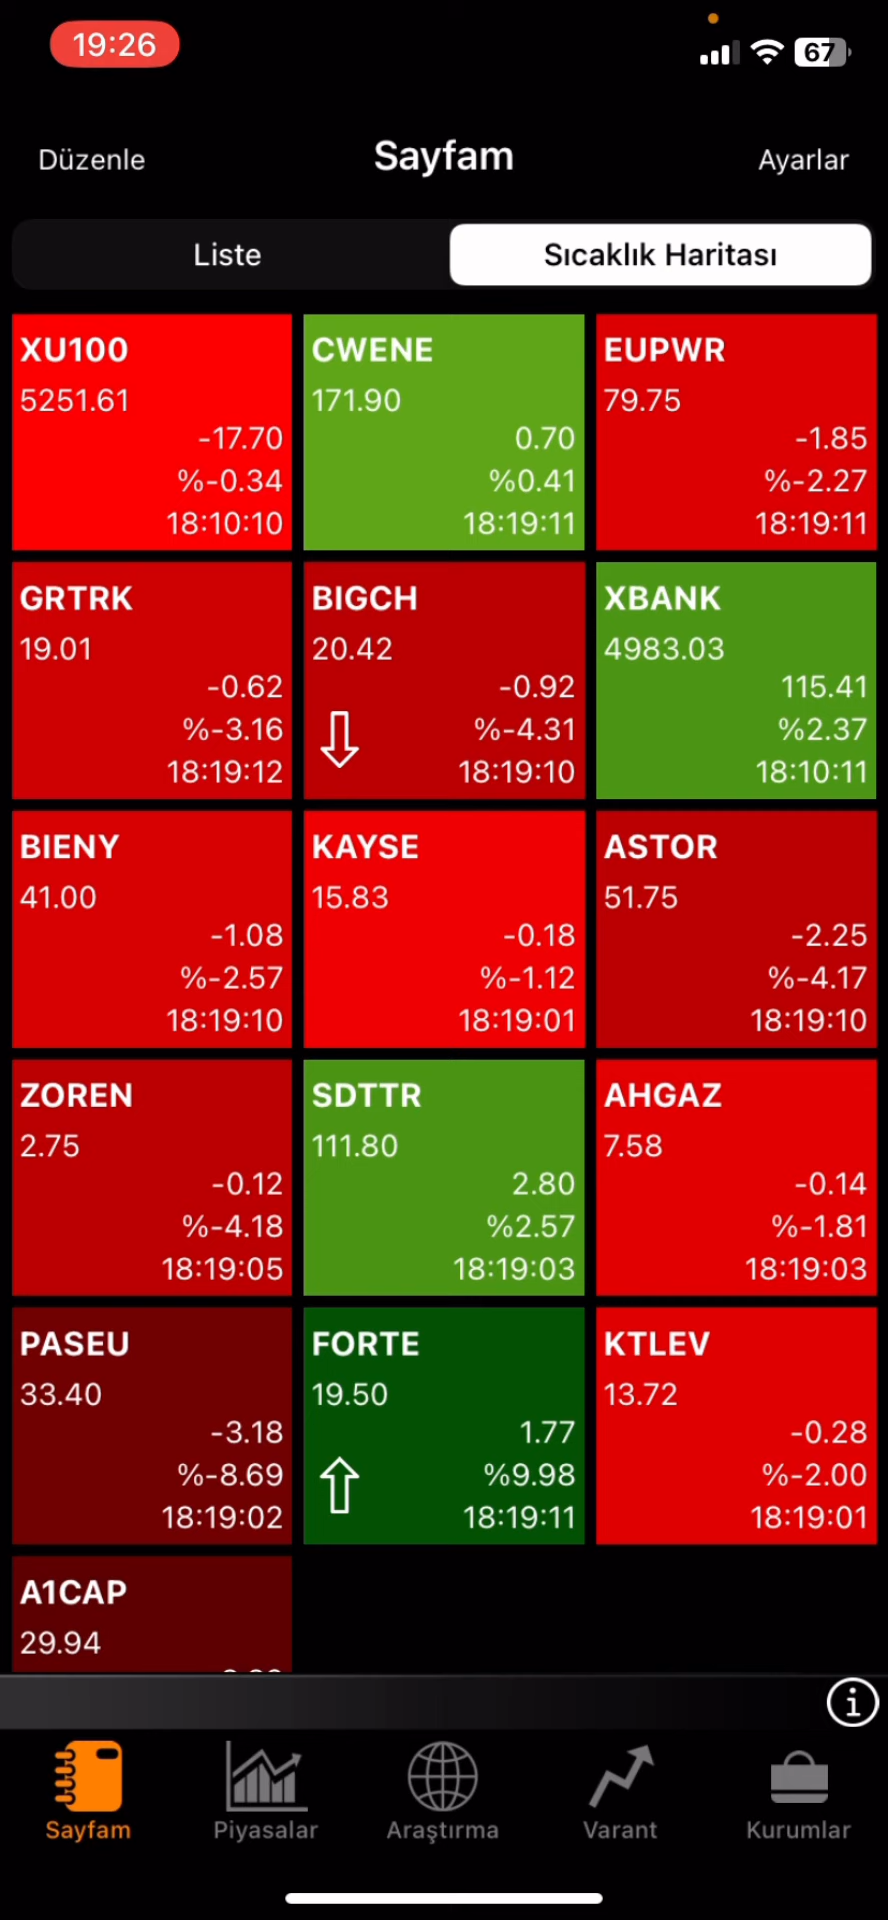 19:26
67
Düzenle
Sayfam
Ayarlar
Liste
Sıcaklık Haritası
XU100
5251.61
-17.70
%-0.34
18:10:10
CWENE
171.90
0.70
%0.41
18:19:11
EUPWR
79.75
-1.85
%-2.27
18:19:11
GRTRK
19.01
-0.62
%-3.16
18:19:12
BIGCH
20.42
-0.92
%-4.31
18:19:10
XBANK
4983.03
115.41
%2.37
18:10:11
BIENY
41.00
-1.08
%-2.57
18:19:10
KAYSE
15.83
-0.18
%-1.12
18:19:01
ASTOR
51.75
-2.25
%-4.17
18:19:10
ZOREN
2.75
-0.12
%-4.18
18:19:05
SDTTR
111.80
2.80
%2.57
18:19:03
AHGAZ
7.58
-0.14
%-1.81
18:19:03
PASEU
33.40
-3.18
%-8.69
18:19:02
FORTE
19.50
1.77
%9.98
18:19:11
KTLEV
13.72
-0.28
%-2.00
18:19:01
A1CAP
29.94
Sayfam
Piyasalar
Araştırma
Varant
Kurumlar